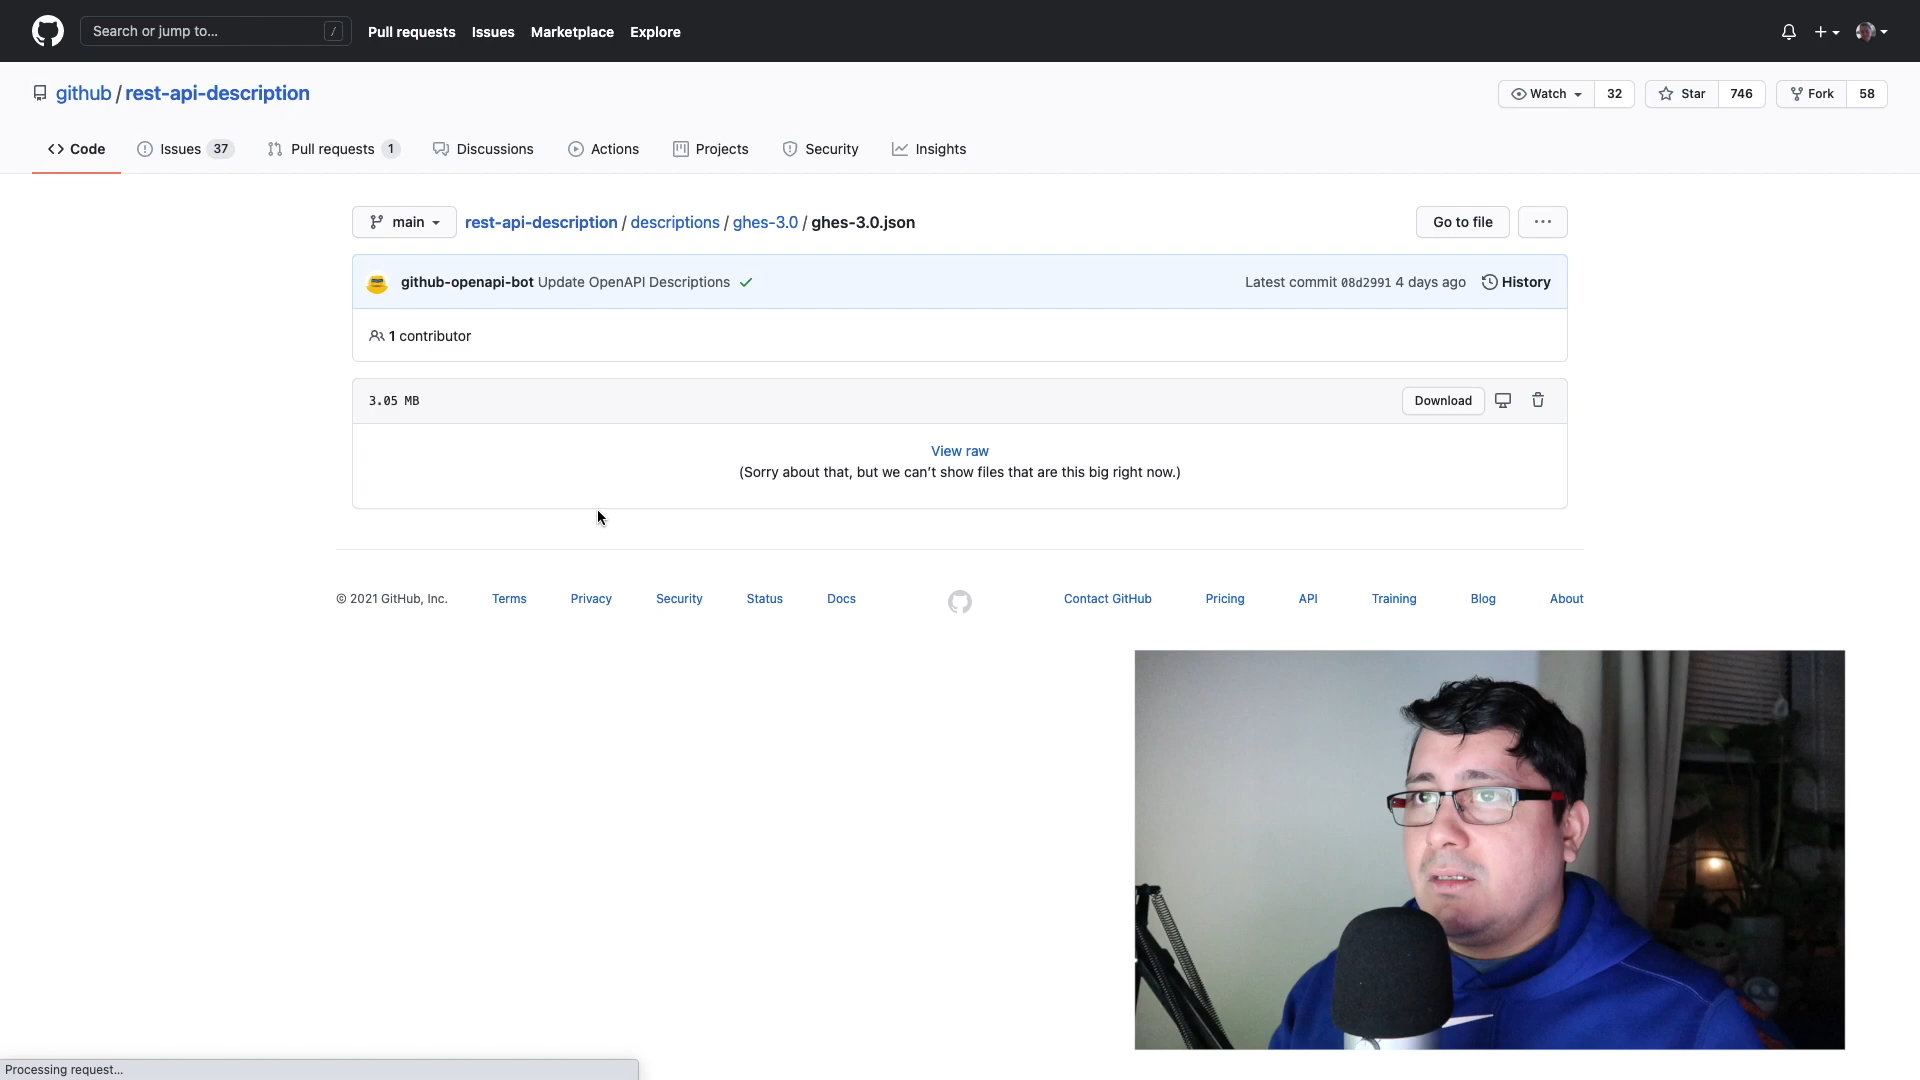 Search or jump to... /
Pull requests Issues Marketplace Explore
github / rest-api-description
Watch 32 Star 746 Fork 58
Code Issues 37 Pull requests 1 Discussions Actions Projects Security Insights
main rest-api-description / descriptions / ghes-3.0 / ghes-3.0.json Go to file ...
github-openapi-bot Update OpenAPI Descriptions Latest commit 08d2991 4 days ago History
1 contributor
3.05 MB Download
View raw
(Sorry about that, but we can’t show files that are this big right now.)
© 2021 GitHub, Inc. Terms Privacy Security Status Docs Contact GitHub Pricing API Training Blog About
Processing request...